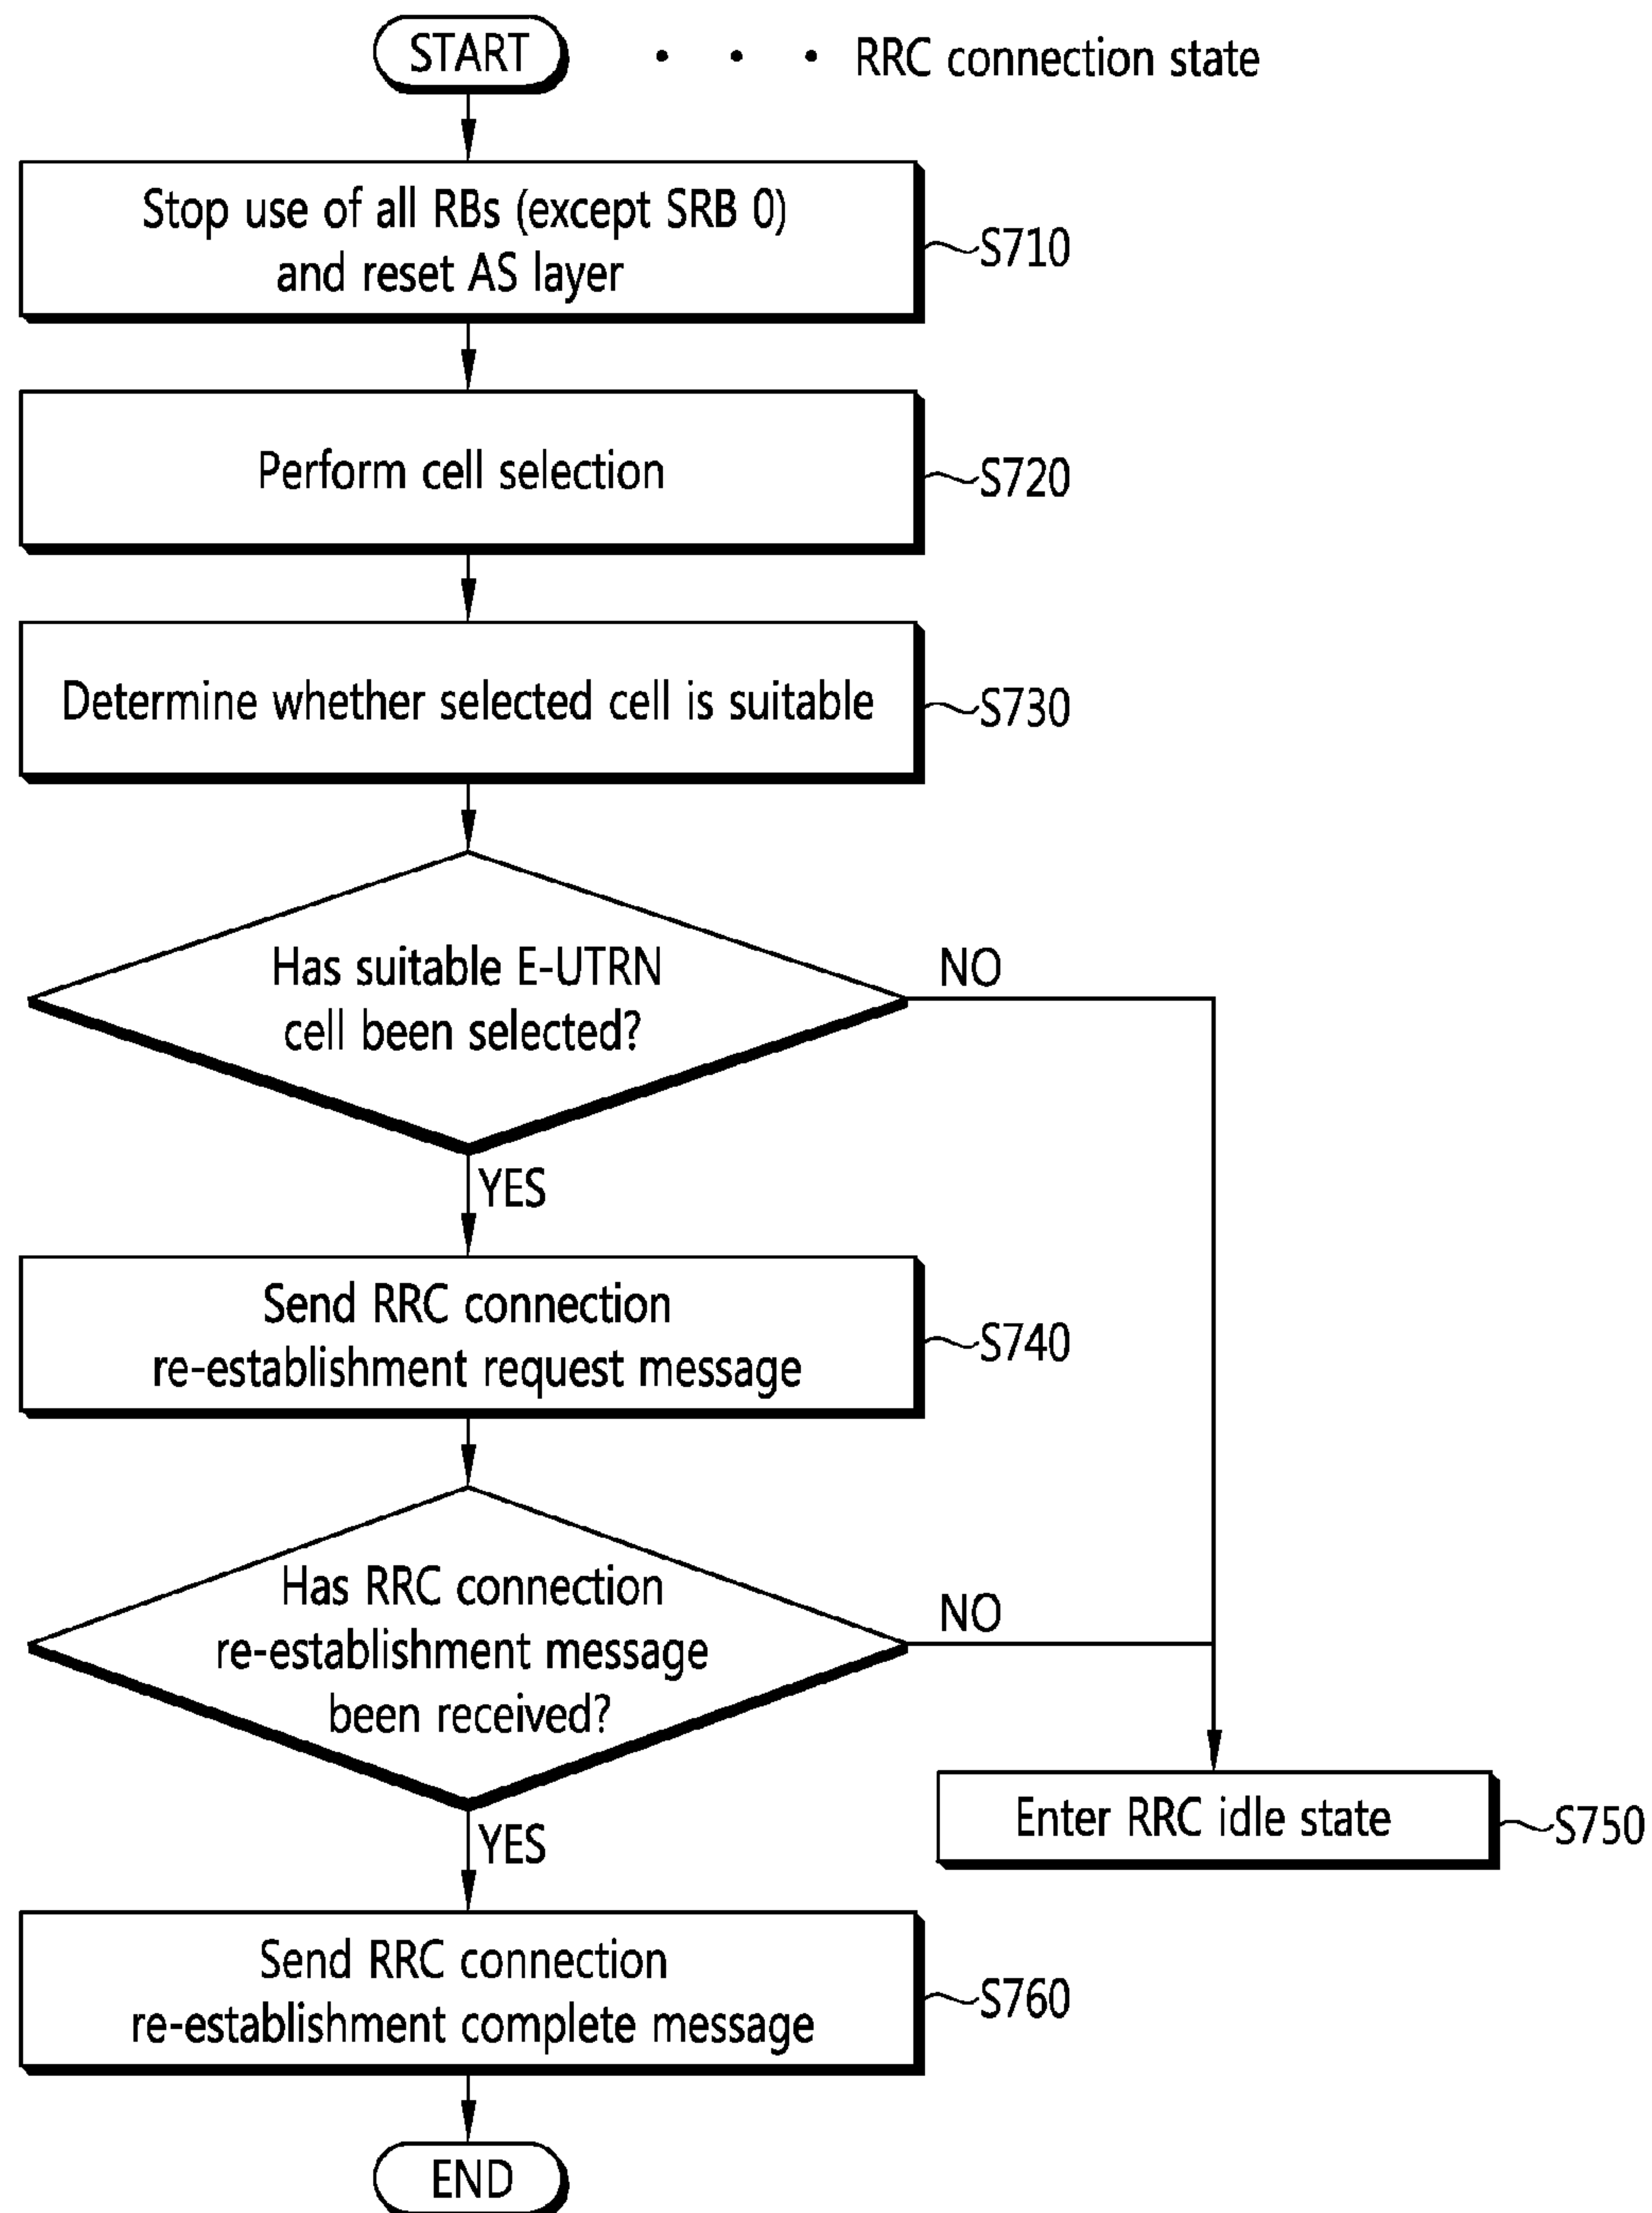 START
• • • RRC connection state
Stop use of all RBs (except SRB 0)
and reset AS layer
S710
Perform cell selection
S720
Determine whether selected cell is suitable
S730
Has suitable E-UTRN
cell been selected?
NO
YES
Send RRC connection
re-establishment request message
S740
Has RRC connection
re-establishment message
been received?
NO
YES
Enter RRC idle state
S750
Send RRC connection
re-establishment complete message
S760
END